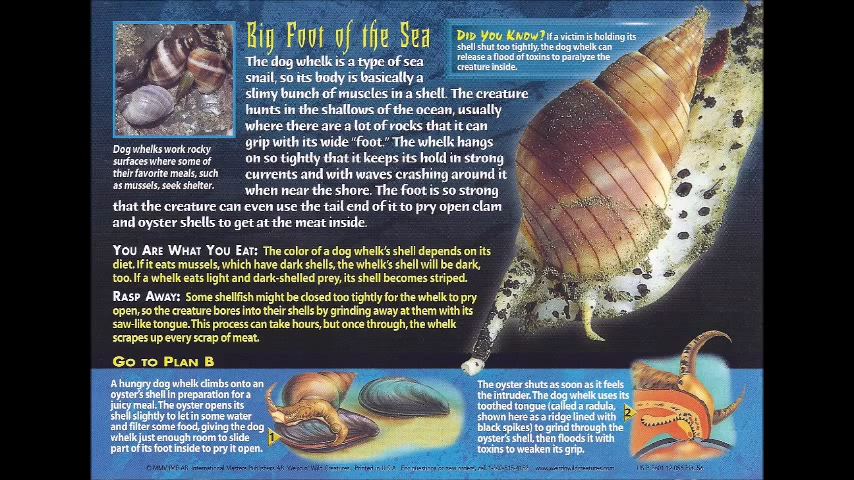 Big Foot of the Sea
The dog whelk is a type of sea
snail, so its body is basically a
slimy bunch of muscles in a shell. The creature
hunts in the shallows of the ocean, usually
where there are a lot of rocks that it can
grip with its wide "foot." The whelk hangs
on so tightly that it keeps its hold in strong
currents and with waves crashing around it
when near the shore. The foot is so strong
that the creature can even use the tail end of it to pry open clam
and oyster shells to get at the meat inside.
Did You Know? If a victim is holding its
shell shut too tightly, the dog whelk can
release a flood of toxins to paralyze the
creature inside.
Dog whelks work rocky
surfaces where some of
their favorite meals, such
as mussels, seek shelter.
You Are What You Eat: The color of a dog whelk's shell depends on its
diet. If it eats mussels, which have dark shells, the whelk's shell will be dark,
too. If a whelk eats light and dark-shelled prey, its shell becomes striped.
Rasp Away: Some shellfish might be closed too tightly for the whelk to pry
open, so the creature bores into their shells by grinding away at them with its
saw-like tongue. This process can take hours, but once through, the whelk
scrapes up every scrap of meat.
Go to Plan B
A hungry dog whelk climbs onto an
oyster's shell in preparation for a
juicy meal. The oyster opens its
shell slightly to let in some water
and filter some food, giving the dog
whelk just enough room to slide
part of its foot inside to pry it open.
1
The oyster shuts as soon as it feels
the intruder. The dog whelk uses its
toothed tongue (called a radula,
shown here as a ridge lined with
black spikes) to grind through the
oyster's shell, then floods it with
toxins to weaken its grip.
2
International Masters Publishers AB Printed in U.S.A. For questions or new orders, call www.weirdnwildcreatures.com